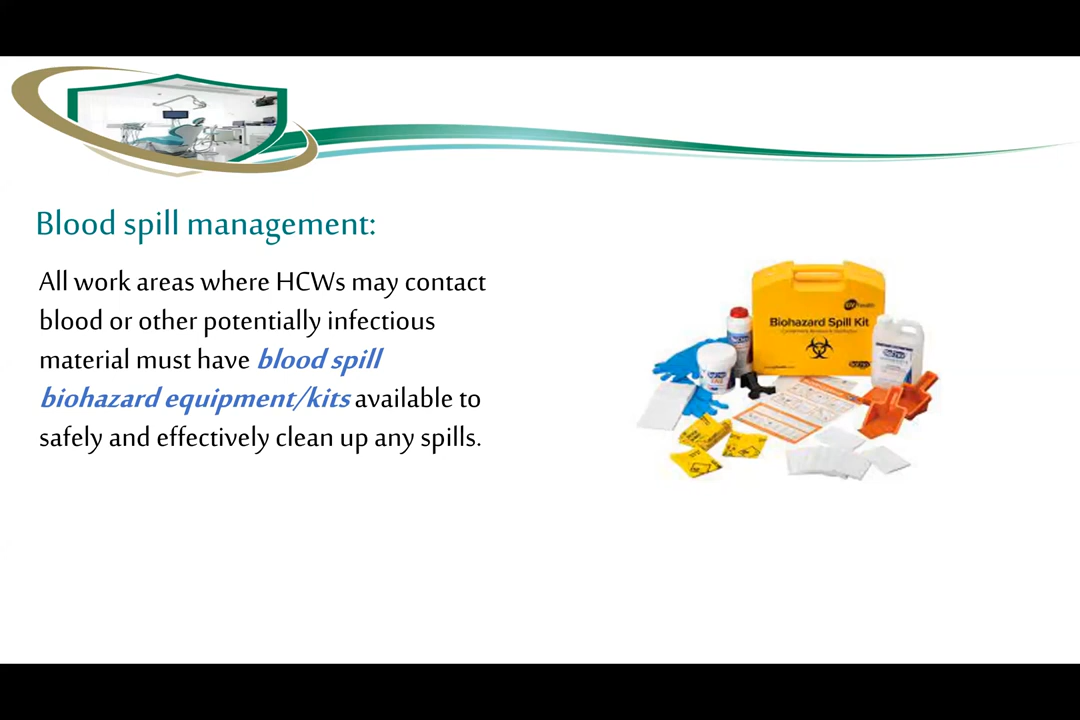 Blood spill management:
All work areas where HCWs may contact
blood or other potentially infectious
material must have blood spill
biohazard equipment/kits available to
safely and effectively clean up any spills.
Biohazard Spill Kit